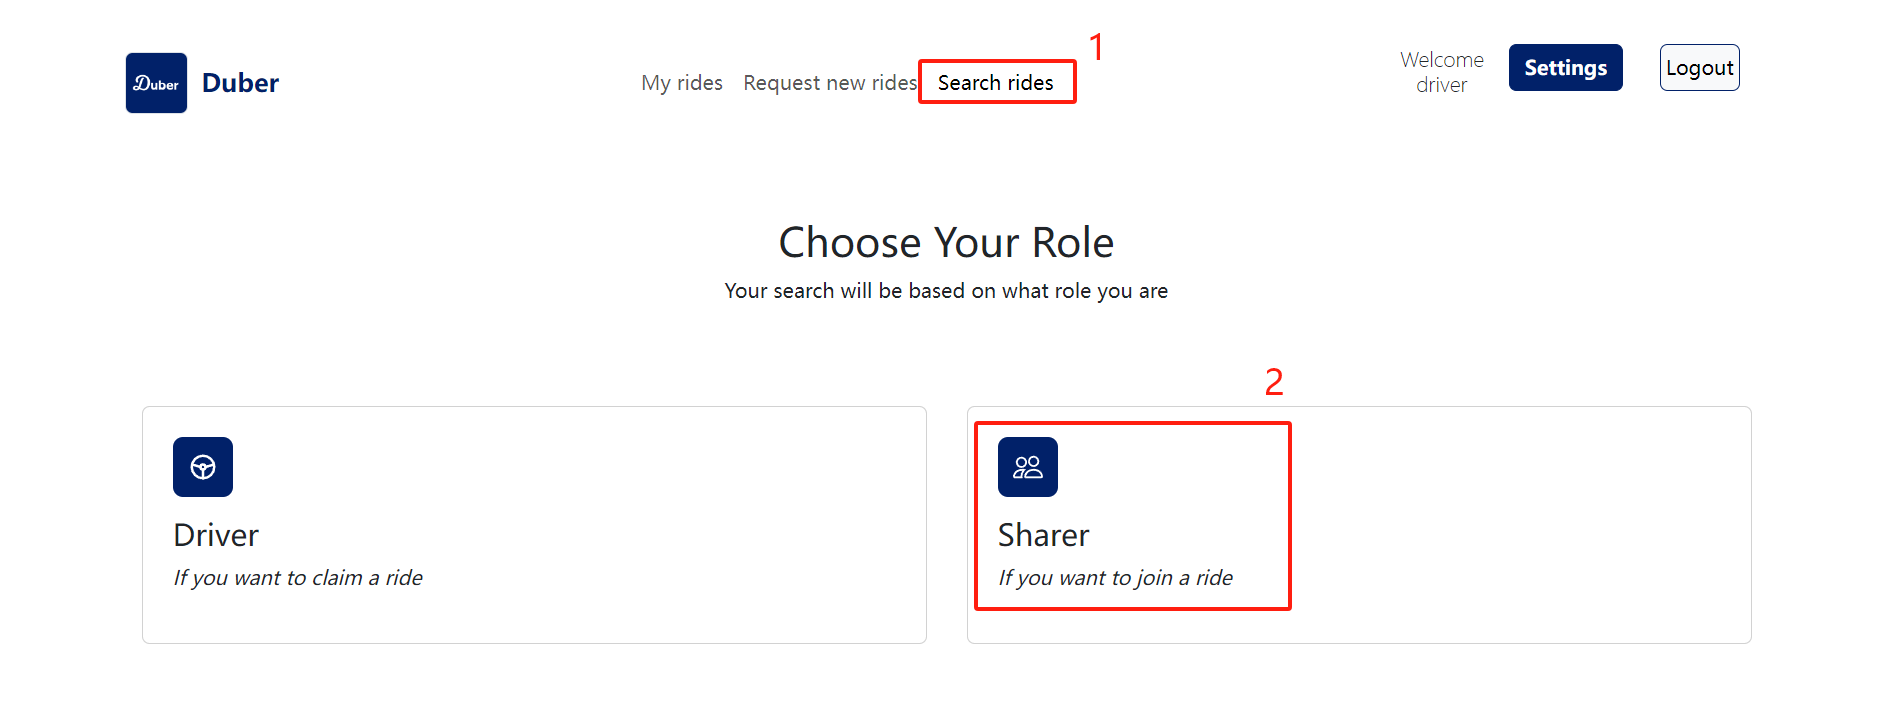 Duber
Duber
My rides
Request new rides
Search rides
1
Welcome
driver
Settings
Logout
Choose Your Role
Your search will be based on what role you are
2
Driver
If you want to claim a ride
Sharer
If you want to join a ride